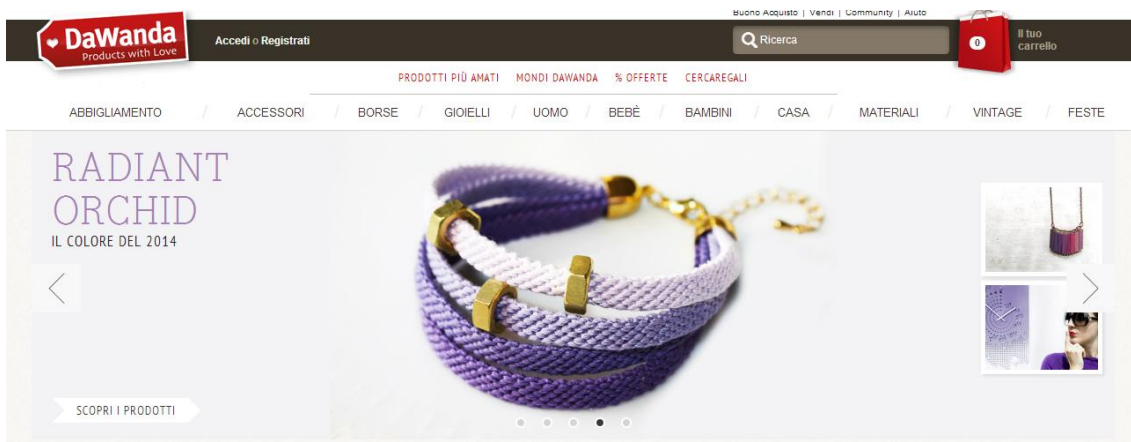 Buono Acquisto | Vendi | Community | Aiuto
DaWanda
Products with Love
Accedi o Registrati
Ricerca
0
Il tuo
carrello
PRODOTTI PIÙ AMATI MONDI DAWANDA % OFFERTE CERCAREGALI
ABBIGLIAMENTO / ACCESSORI / BORSE / GIOIELLI / UOMO / BEBÈ / BAMBINI / CASA / MATERIALI / VINTAGE / FESTE
RADIANT
ORCHID
IL COLORE DEL 2014
SCOPRI I PRODOTTI